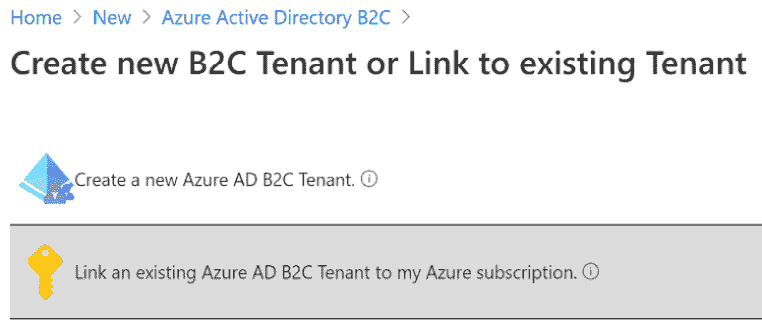 Home > New > Azure Active Directory B2C >
Create new B2C Tenant or Link to existing Tenant
Create a new Azure AD B2C Tenant.
Link an existing Azure AD B2C Tenant to my Azure subscription.